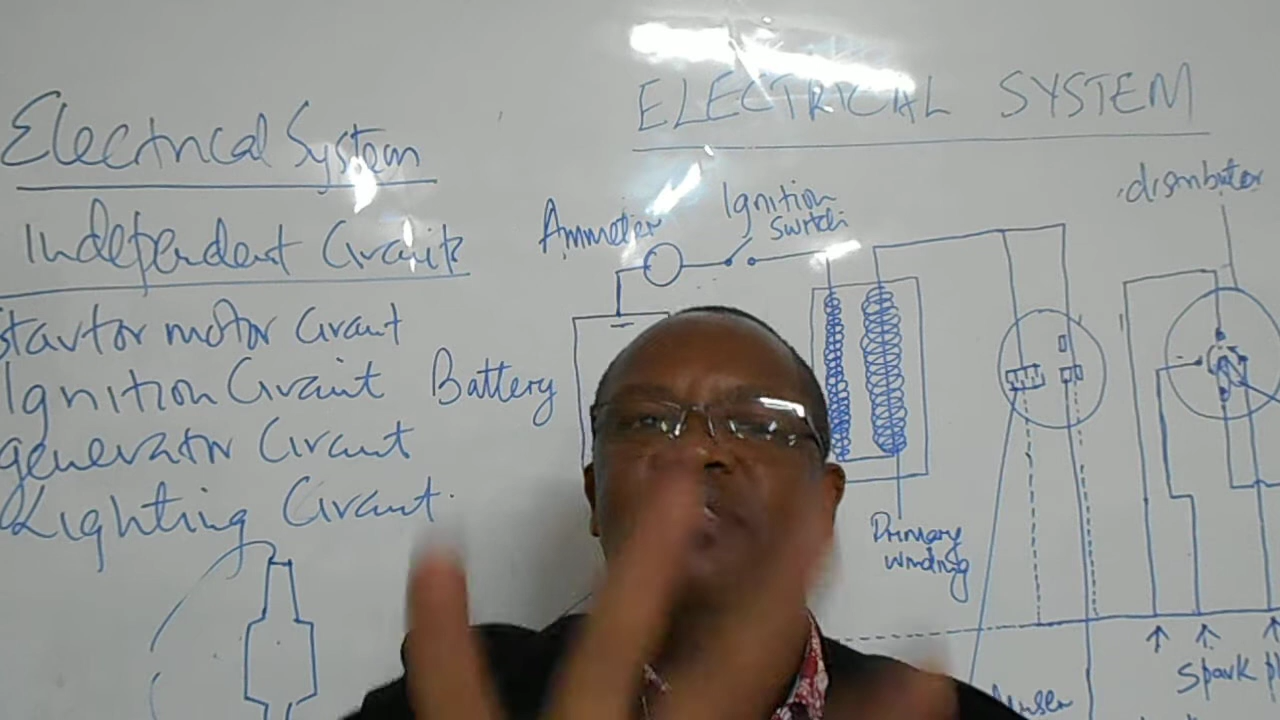 Electrical System
Independent Circuits
Startor motor Circuit
Ignition Circuit
generator Circuit
Lighting Circuit.
ELECTRICAL SYSTEM
Ammeter
Ignition
switch
distributor
Battery
Primary
winding
spark